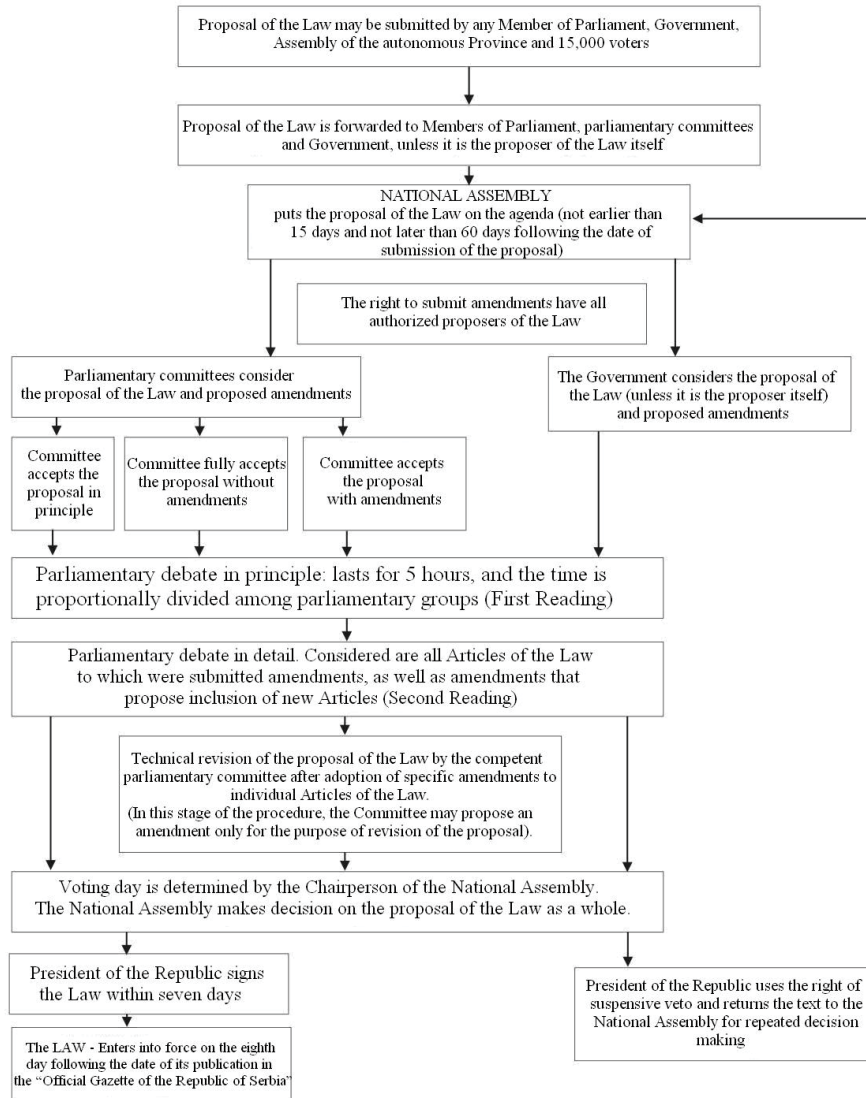 Proposal of the Law may be submitted by any Member of Parliament, Government,
Assembly of the autonomous Province and 15,000 voters
Proposal of the Law is forwarded to Members of Parliament, parliamentary committees
and Government, unless it is the proposer of the Law itself
NATIONAL ASSEMBLY
puts the proposal of the Law on the agenda (not earlier than
15 days and not later than 60 days following the date of
submission of the proposal)
The right to submit amendments have all
authorized proposers of the Law
Parliamentary committees consider
the proposal of the Law and proposed amendments
The Government considers the proposal of
the Law (unless it is the proposer itself)
and proposed amendments
Committee
accepts the
proposal in
principle
Committee fully accepts
the proposal without
amendments
Committee accepts
the proposal
with amendments
Parliamentary debate in principle: lasts for 5 hours, and the time is
proportionally divided among parliamentary groups (First Reading)
Parliamentary debate in detail. Considered are all Articles of the Law
to which were submitted amendments, as well as amendments that
propose inclusion of new Articles (Second Reading)
Technical revision of the proposal of the Law by the competent
parliamentary committee after adoption of specific amendments to
individual Articles of the Law.
(In this stage of the procedure, the Committee may propose an
amendment only for the purpose of revision of the proposal).
Voting day is determined by the Chairperson of the National Assembly.
The National Assembly makes decision on the proposal of the Law as a whole.
President of the Republic signs
the Law within seven days
President of the Republic uses the right of
suspensive veto and returns the text to the
National Assembly for repeated decision
making
The LAW - Enters into force on the eighth
day following the date of its publication in
the “Official Gazette of the Republic of Serbia”